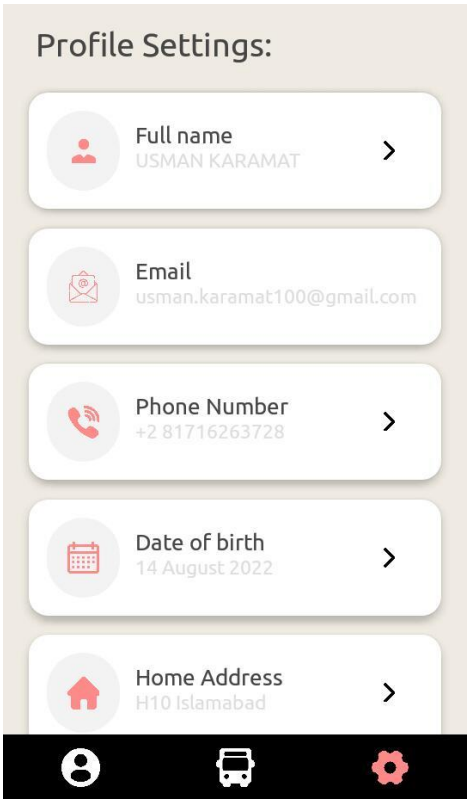 Profile Settings:
Full name
USMAN KARAMAT
Email
usman.karamat100@gmail.com
Phone Number
+2 81716263728
Date of birth
14 August 2022
Home Address
H10 Islamabad